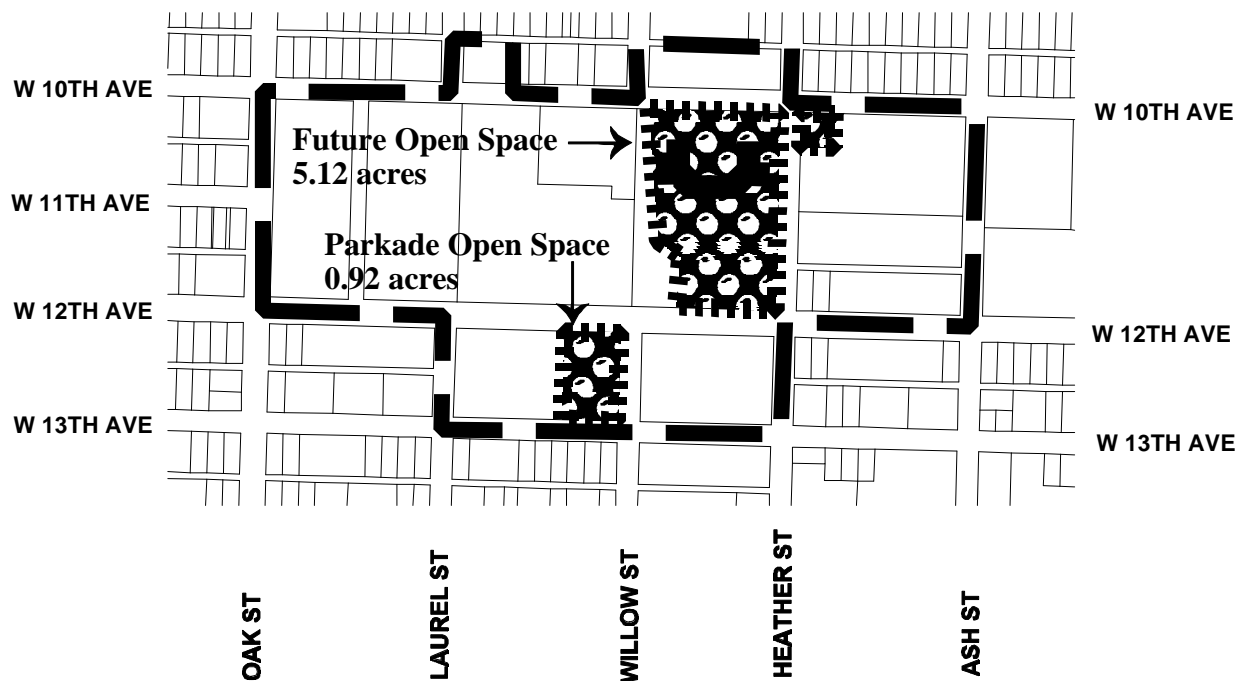 W 10TH AVE
W 10TH AVE
Future Open Space
5.12 acres
W 11TH AVE
Parkade Open Space
0.92 acres
W 12TH AVE
W 12TH AVE
W 13TH AVE
W 13TH AVE
OAK ST
LAUREL ST
WILLOW ST
HEATHER ST
ASH ST